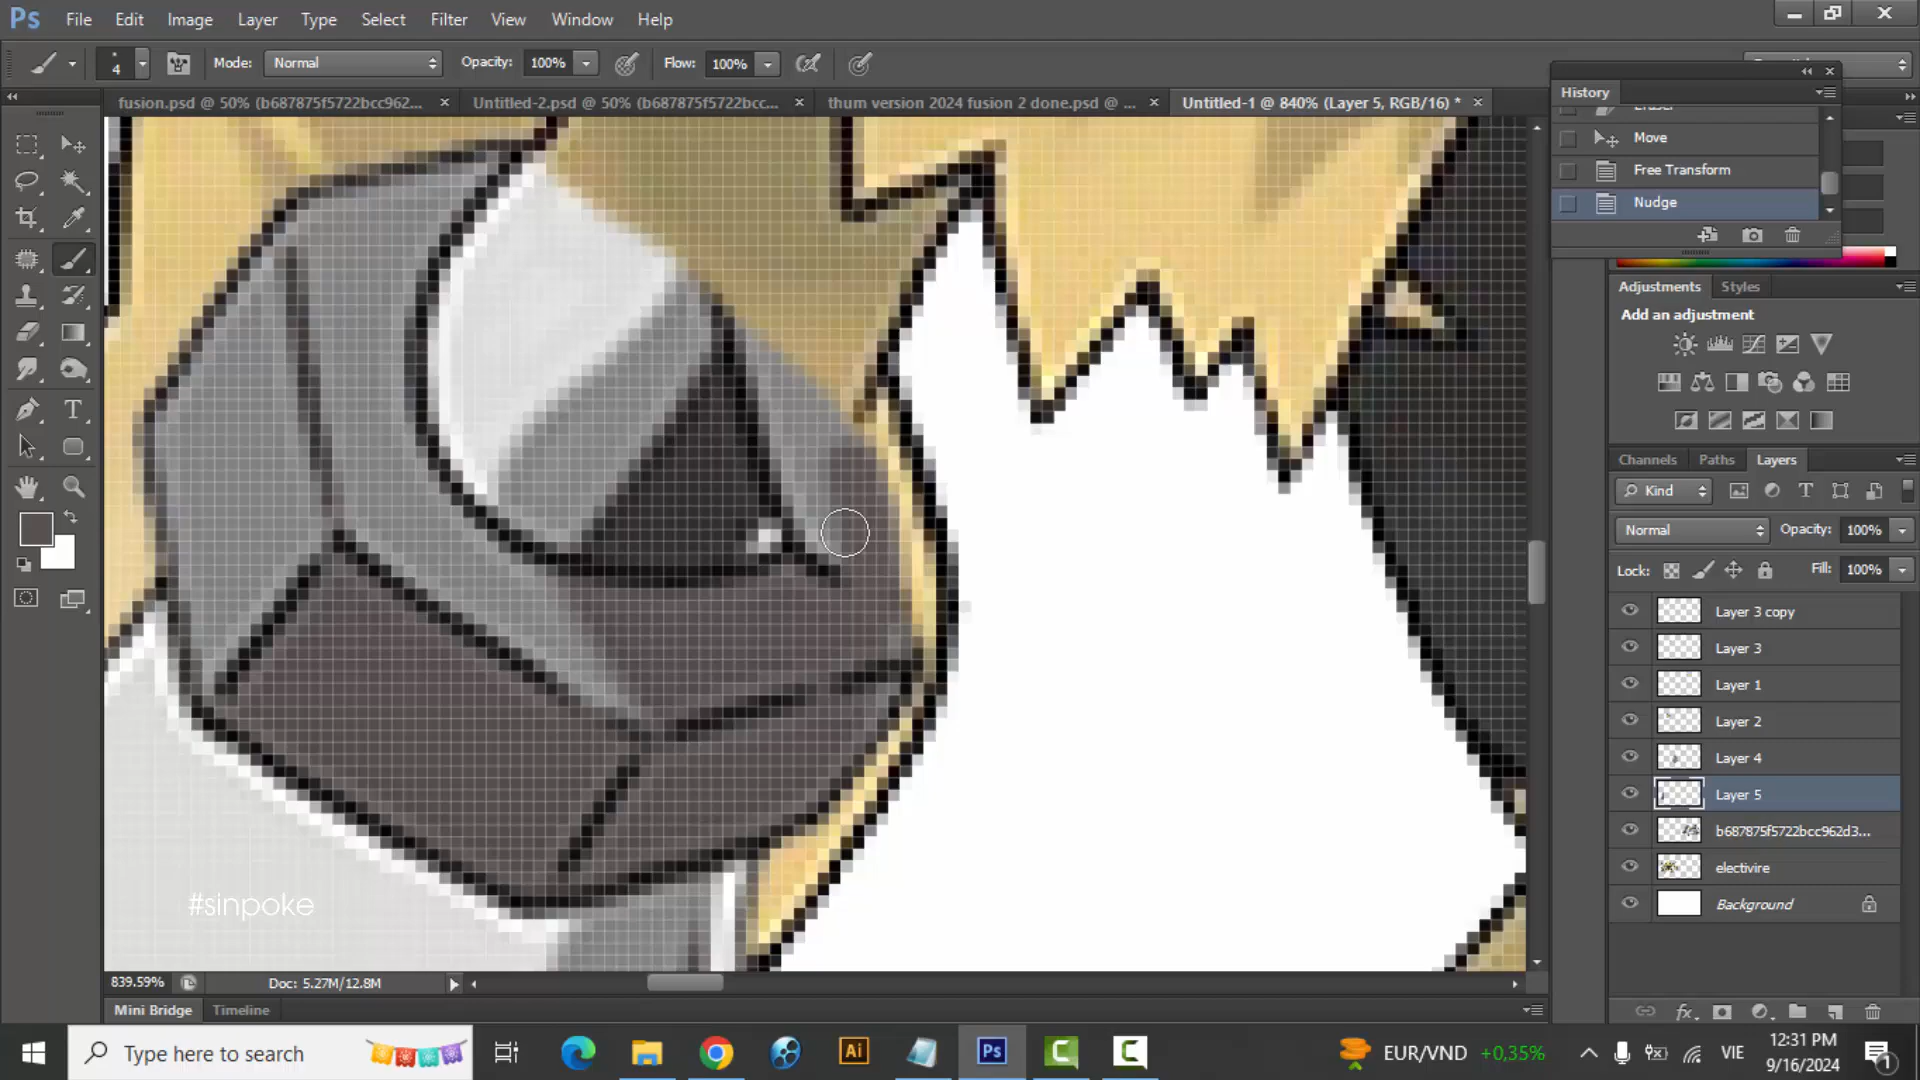 Ps File Edit Image Layer Type Select Filter View Window Help
4 Mode: Normal Opacity: 100% Flow: 100%
fusion.psd @ 50% (b687875f5722bcc962... Untitled-2.psd @ 50% (b687875f5722bcc... thum version 2024 fusion 2 done.psd @ ... Untitled-1 @ 840% (Layer 5, RGB/16) *
History
Eraser
Move
Free Transform
Nudge
Adjustments Styles
Add an adjustment
Channels Paths Layers
Kind
Normal Opacity: 100%
Lock: Fill: 100%
Layer 3 copy
Layer 3
Layer 1
Layer 2
Layer 4
Layer 5
b687875f5722bcc962d3...
electivire
Background
#sinpoke
839.59% Doc: 5.27M/12.8M
Mini Bridge Timeline
Type here to search
Ai Ps
EUR/VND +0,35%
VIE
12:31 PM
9/16/2024
1